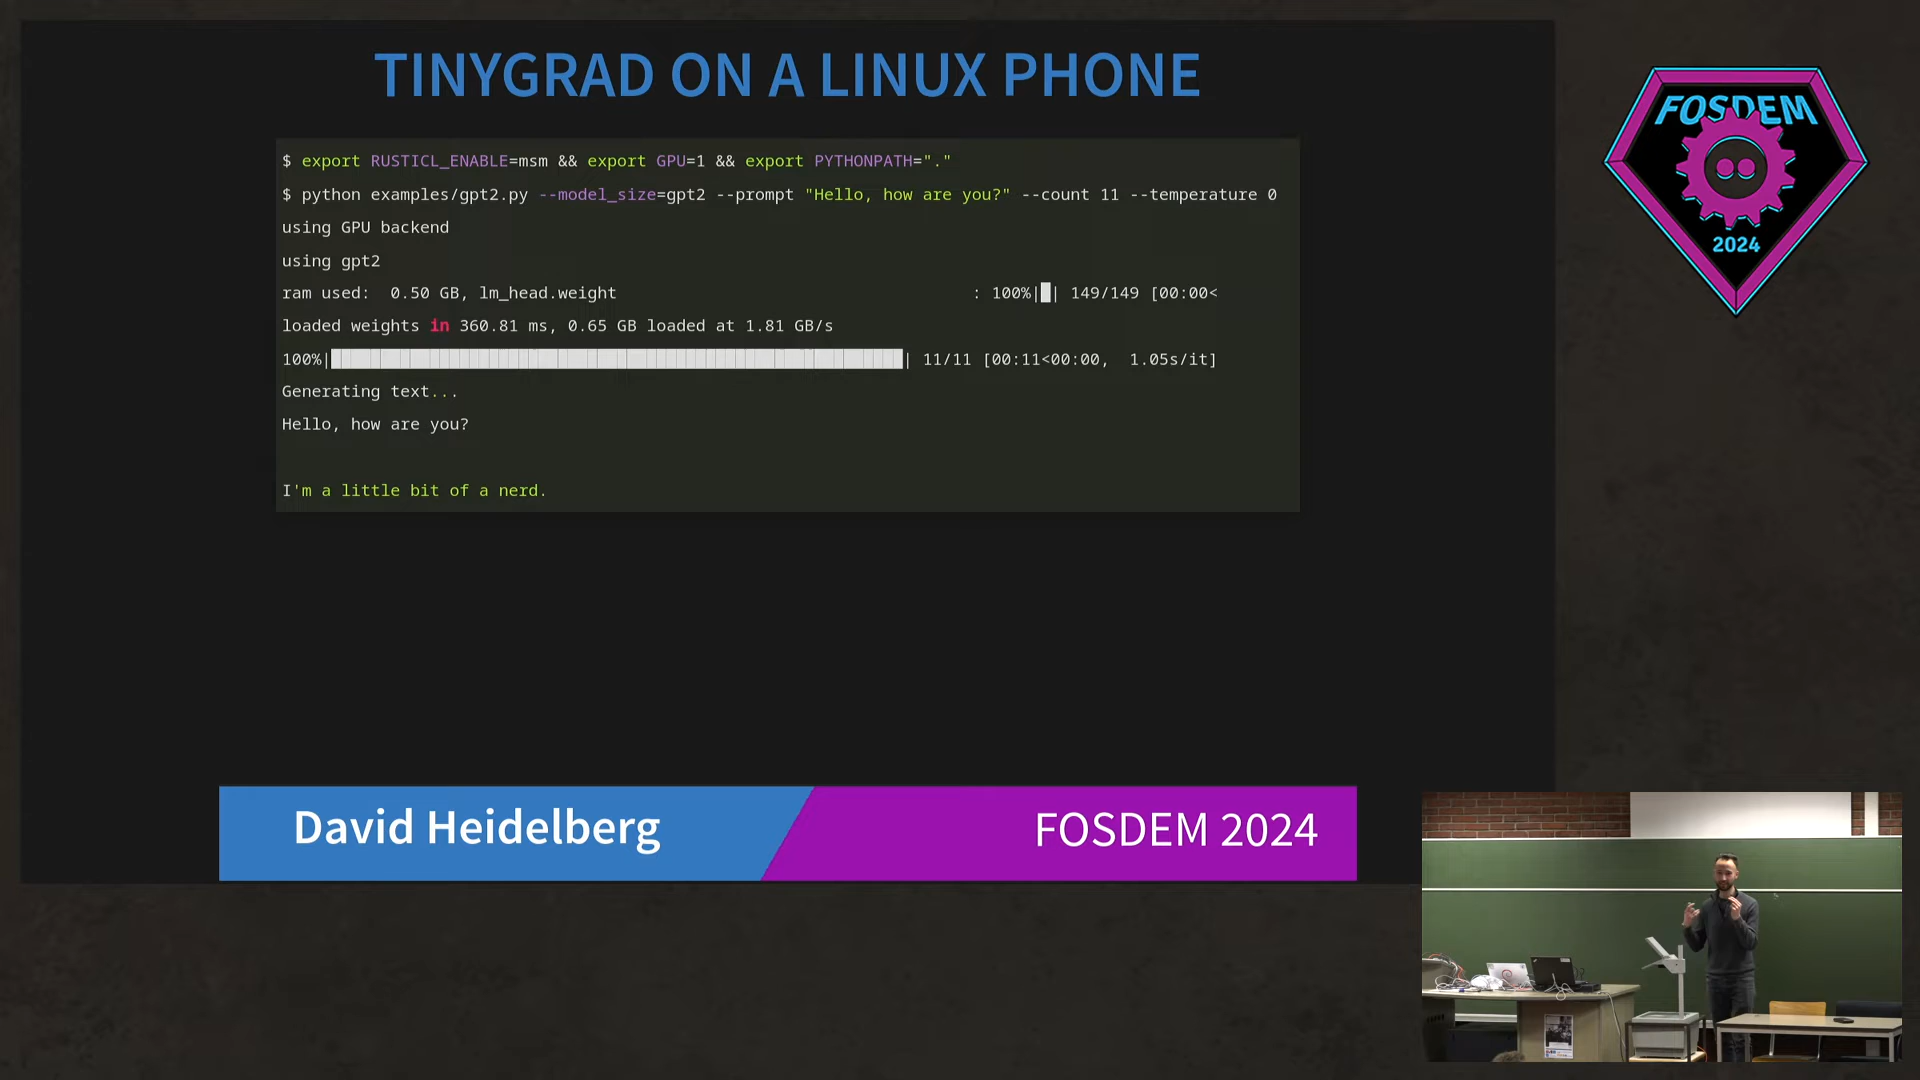 TINYGRAD ON A LINUX PHONE
$ export RUSTICL_ENABLE=msm && export GPU=1 && export PYTHONPATH="."
$ python examples/gpt2.py --model_size=gpt2 --prompt "Hello, how are you?" --count 11 --temperature 0
using GPU backend
using gpt2
ram used:  0.50 GB, lm_head.weight                                    : 100%|█| 149/149 [00:00<
loaded weights in 360.81 ms, 0.65 GB loaded at 1.81 GB/s
100%|██████████████████████████████████████████████████████████| 11/11 [00:11<00:00,  1.05s/it]
Generating text...
Hello, how are you?
I'm a little bit of a nerd.
David Heidelberg
FOSDEM 2024
FOSDEM
2024